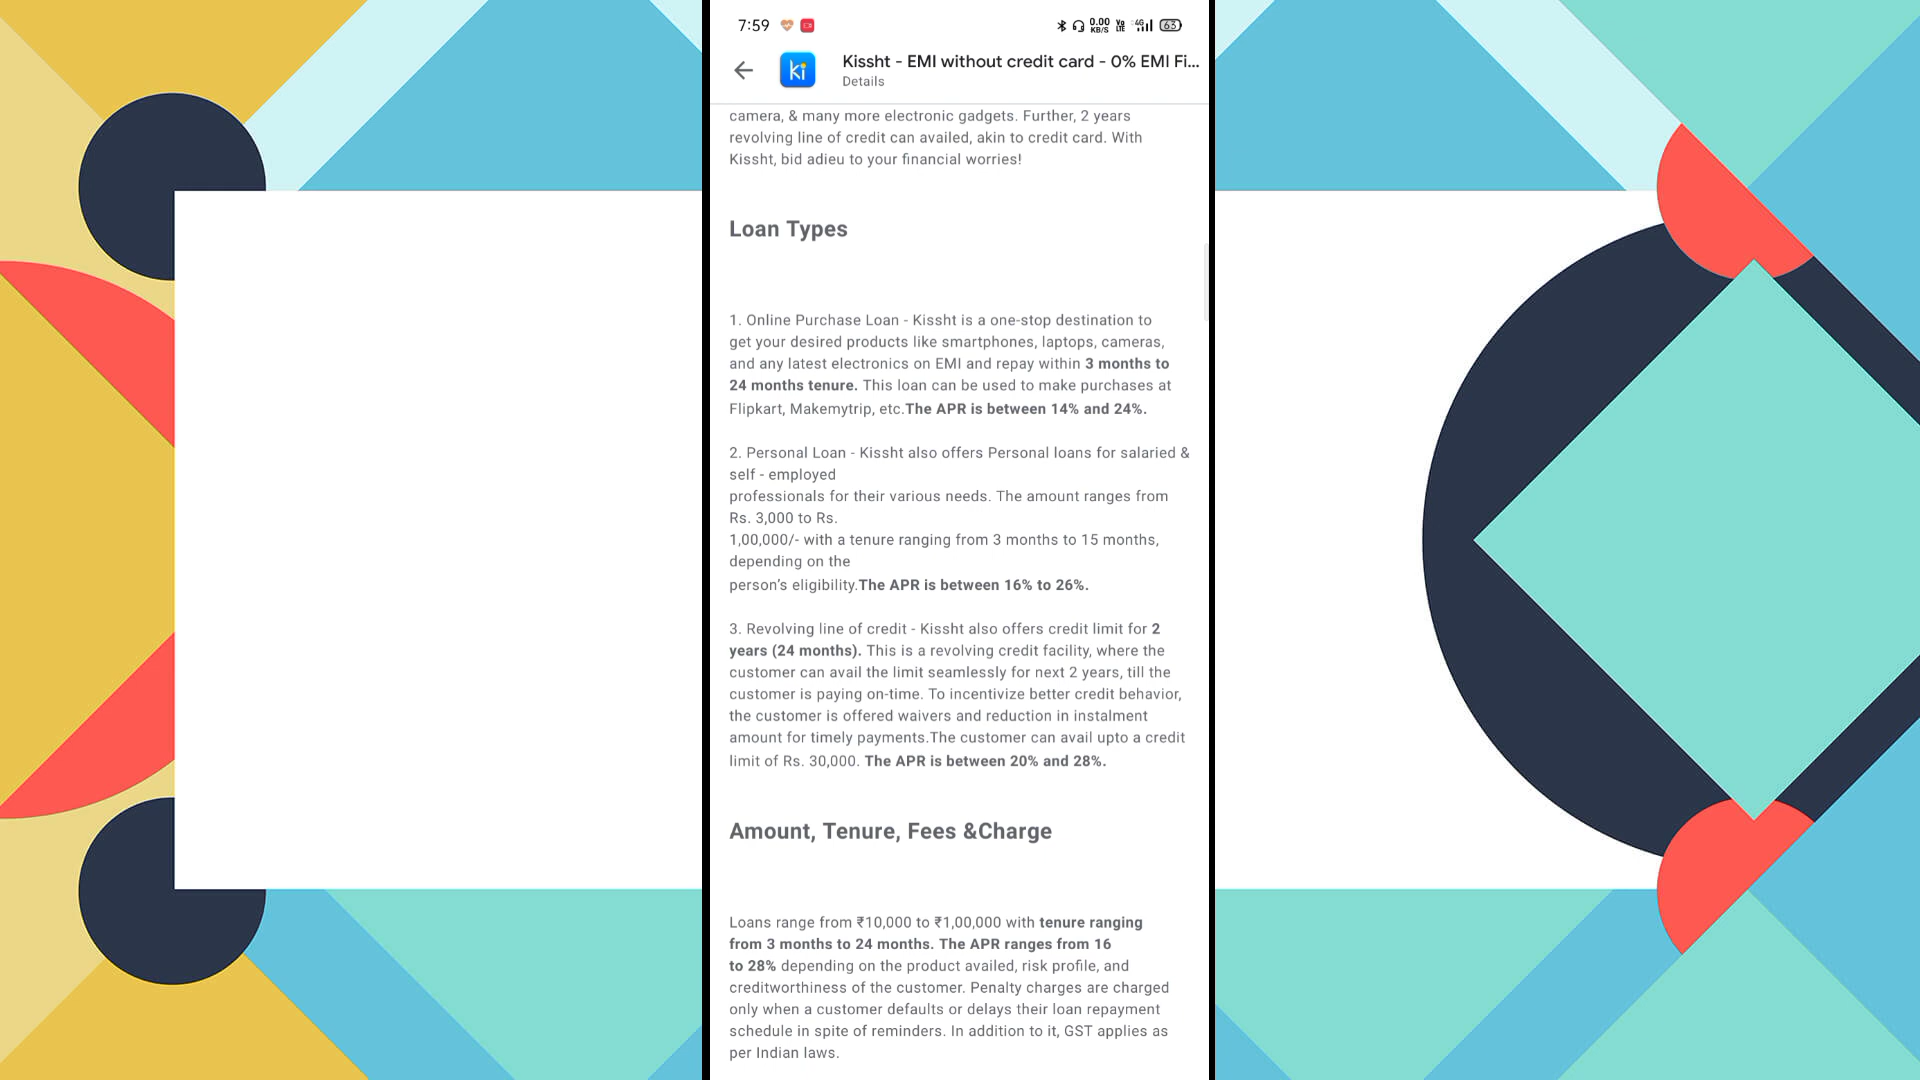 7:59
0.00
KB/S
Vo
LTE
4G
63
ki
Kissht - EMI without credit card - 0% EMI Fi...
Details
camera, & many more electronic gadgets. Further, 2 years
revolving line of credit can availed, akin to credit card. With
Kissht, bid adieu to your financial worries!
Loan Types
1. Online Purchase Loan - Kissht is a one-stop destination to
get your desired products like smartphones, laptops, cameras,
and any latest electronics on EMI and repay within 3 months to
24 months tenure. This loan can be used to make purchases at
Flipkart, Makemytrip, etc.The APR is between 14% and 24%.
2. Personal Loan - Kissht also offers Personal loans for salaried &
self - employed
professionals for their various needs. The amount ranges from
Rs. 3,000 to Rs.
1,00,000/- with a tenure ranging from 3 months to 15 months,
depending on the
person's eligibility.The APR is between 16% to 26%.
3. Revolving line of credit - Kissht also offers credit limit for 2
years (24 months). This is a revolving credit facility, where the
customer can avail the limit seamlessly for next 2 years, till the
customer is paying on-time. To incentivize better credit behavior,
the customer is offered waivers and reduction in instalment
amount for timely payments.The customer can avail upto a credit
limit of Rs. 30,000. The APR is between 20% and 28%.
Amount, Tenure, Fees &Charge
Loans range from ₹10,000 to ₹1,00,000 with tenure ranging
from 3 months to 24 months. The APR ranges from 16
to 28% depending on the product availed, risk profile, and
creditworthiness of the customer. Penalty charges are charged
only when a customer defaults or delays their loan repayment
schedule in spite of reminders. In addition to it, GST applies as
per Indian laws.